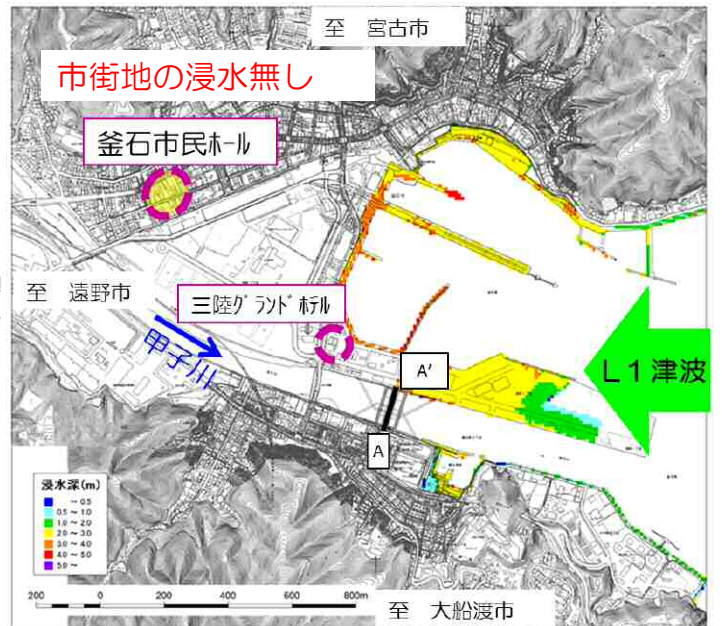 至 宮古市
市街地の浸水無し
釜石市民ホール
至 遠野市
三陸グランドホテル
甲子川
A'
L1津波
A
浸水深(m)
～0.5
0.5～1.0
1.0～2.0
2.0～3.0
3.0～4.0
4.0～5.0
5.0～
200 0 200 400 600 800m
至 大船渡市